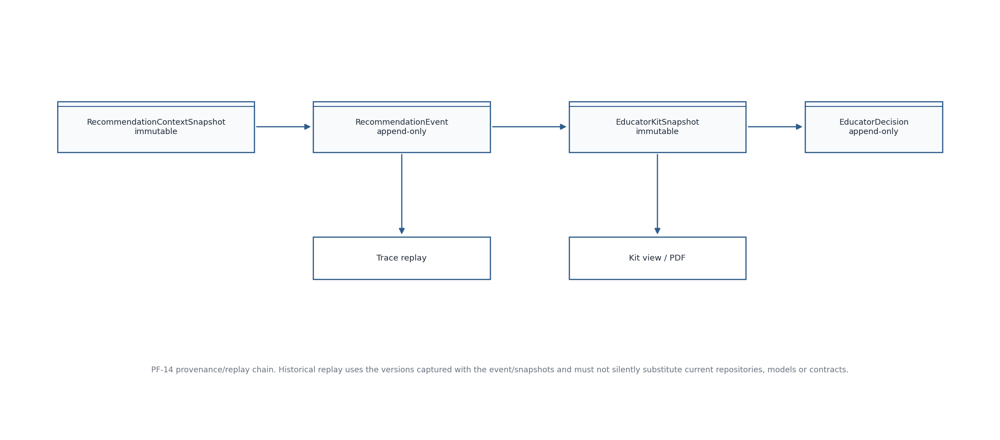 RecommendationContextSnapshot
immutable
RecommendationEvent
append-only
EducatorKitSnapshot
immutable
EducatorDecision
append-only
Trace replay
Kit view / PDF
PF-14 provenance/replay chain. Historical replay uses the versions captured with the event/snapshots and must not silently substitute current repositories, models or contracts.